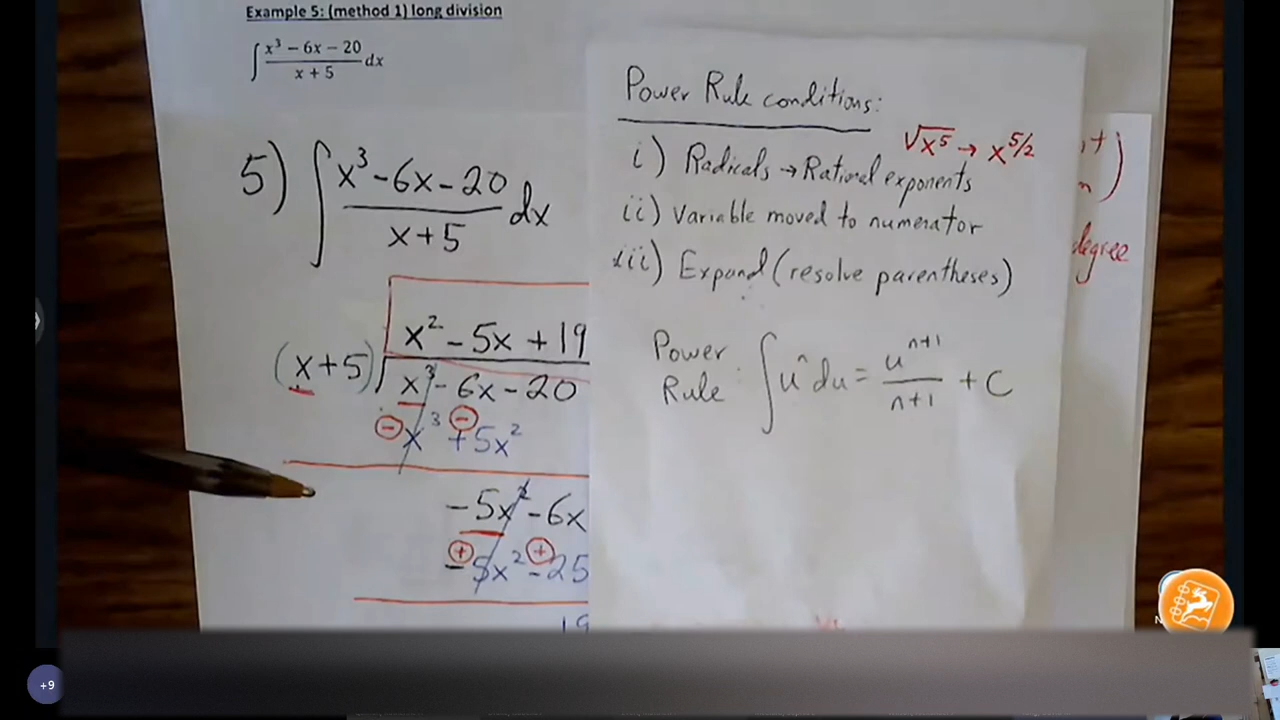 Example 5: (method 1) long division
∫ x³ − 6x − 20 / x + 5 dx
5) ∫ x³ − 6x − 20 / x + 5 dx
x² − 5x + 19
(x + 5) x³ − 6x − 20
⊖ x³ ⊖ + 5x²
− 5x² − 6x
⊕ − 5x² ⊕ − 25
19
Power Rule conditions:
√x⁵ → x^5/2
i) Radicals → Rational exponents
ii) Variable moved to numerator
iii) Expand (resolve parentheses)
Power Rule : ∫ uⁿ du = uⁿ⁺¹ / n+1 + C
degree
+9